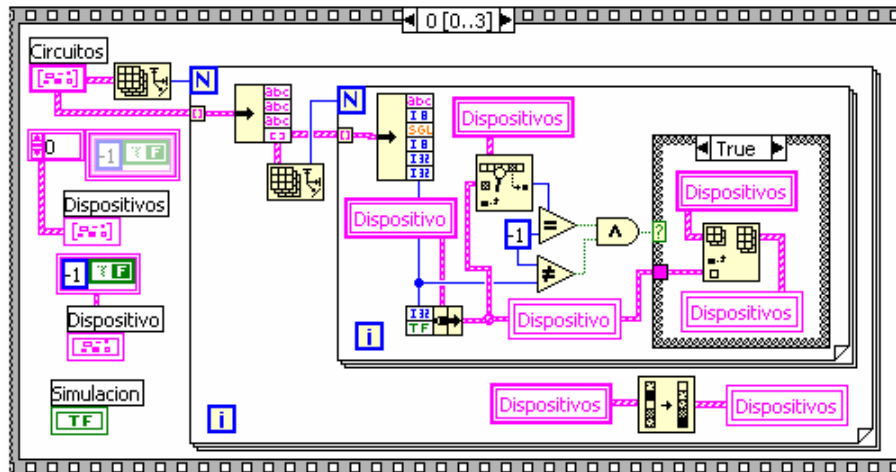 0 [0..3]
Circuitos
N
abc
abc
abc
N
abc
I8
SGL
I8
I32
I32
Dispositivos
True
0
-1 F
Dispositivos
Dispositivo
-1
=
∧
?
Dispositivos
≠
-1 F
I32
TF
Dispositivo
Dispositivos
Dispositivo
i
Simulacion
TF
i
Dispositivos
Dispositivos